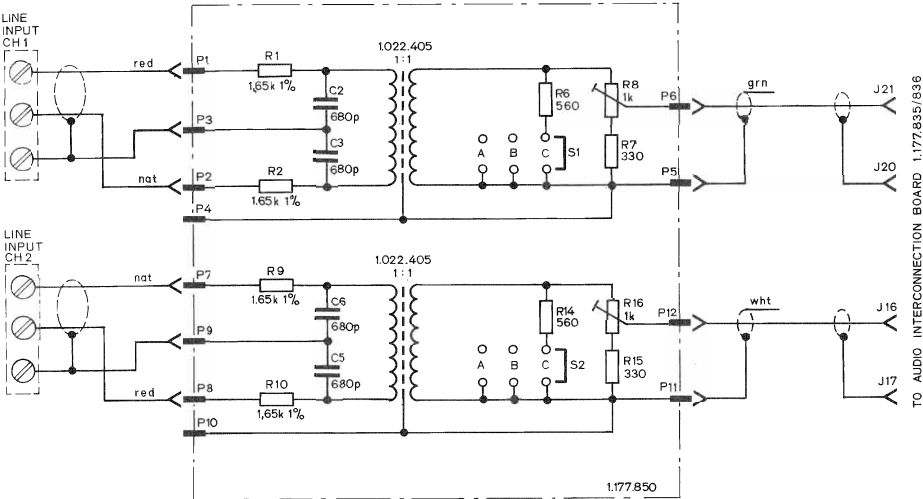 LINE
INPUT
CH1
red
P1
R1
1,65k 1%
P3
C2
680p
C3
680p
nat
P2
R2
1.65k 1%
P4
1.022.405
1:1
R6
560
R8
1k
R7
330
A
B
C
S1
P6
P5
grn
J21
J20
LINE
INPUT
CH2
nat
P7
R9
1.65k 1%
P9
C6
680p
C5
680p
red
P8
R10
1,65k 1%
P10
1.022.405
1:1
R14
560
R16
1k
R15
330
A
B
C
S2
P12
P11
wht
J16
J17
TO AUDIO INTERCONNECTION BOARD 1.177.835/836
1.177.850